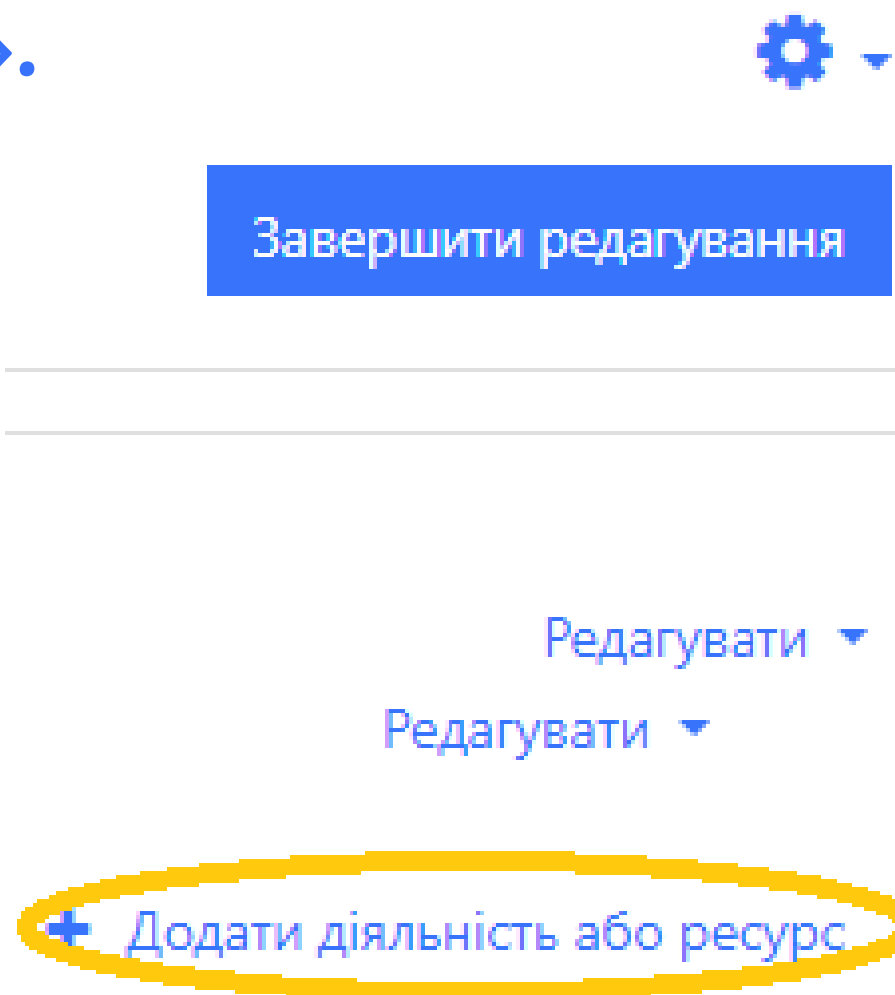 Завершити редагування
Редагувати
Редагувати
Додати діяльність або ресурс